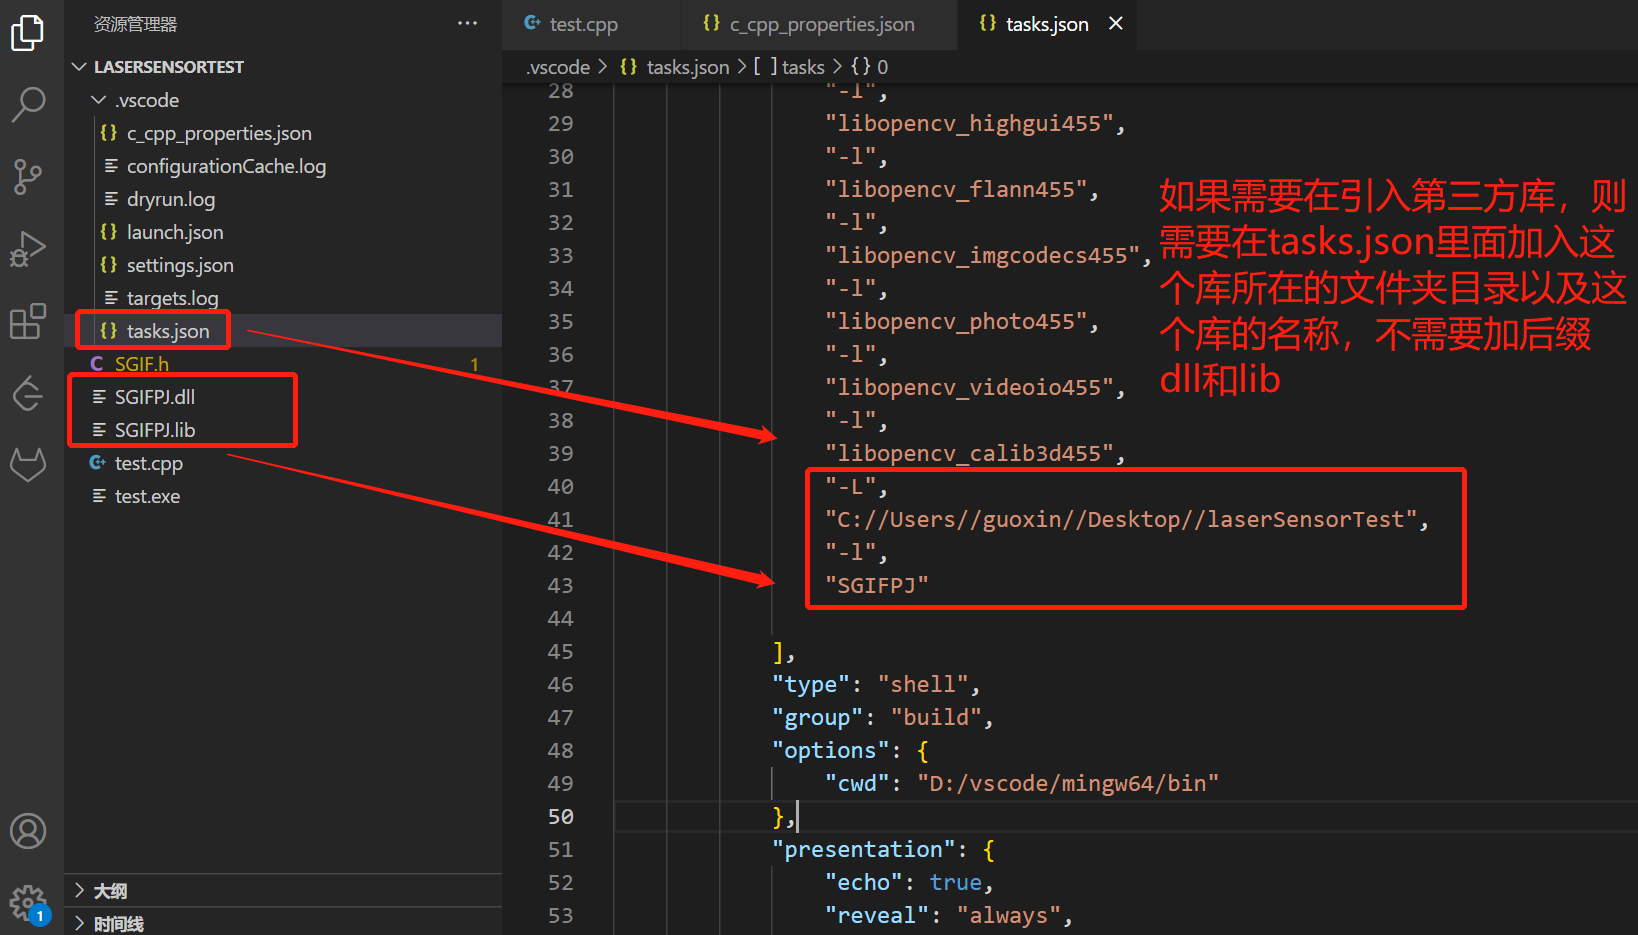 资源管理器
LASERSENSORTEST
.vscode
c_cpp_properties.json
configurationCache.log
dryrun.log
launch.json
settings.json
targets.log
tasks.json
SGIF.h 1
SGIFPJ.dll
SGIFPJ.lib
test.cpp
test.exe
大纲
时间线
1
test.cpp
c_cpp_properties.json
tasks.json
.vscode > {} tasks.json > [ ] tasks > {} 0
28 "-l",
29 "libopencv_highgui455",
30 "-l",
31 "libopencv_flann455",
32 "-l",
33 "libopencv_imgcodecs455",
34 "-l",
35 "libopencv_photo455",
36 "-l",
37 "libopencv_videoio455",
38 "-l",
39 "libopencv_calib3d455",
40 "-L",
41 "C://Users//guoxin//Desktop//laserSensorTest",
42 "-l",
43 "SGIFPJ"
44
45 ],
46 "type": "shell",
47 "group": "build",
48 "options": {
49 "cwd": "D:/vscode/mingw64/bin"
50 },
51 "presentation": {
52 "echo": true,
53 "reveal": "always",
如果需要在引入第三方库，则
需要在tasks.json里面加入这
个库所在的文件夹目录以及这
个库的名称，不需要加后缀
dll和lib